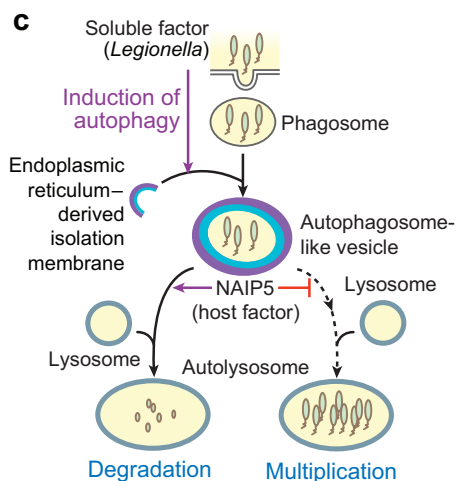 c
Soluble factor
(Legionella)
Induction of
autophagy
Phagosome
Endoplasmic
reticulum–
derived
isolation
membrane
Autophagosome-
like vesicle
NAIP5
(host factor)
Lysosome
Lysosome
Autolysosome
Degradation
Multiplication